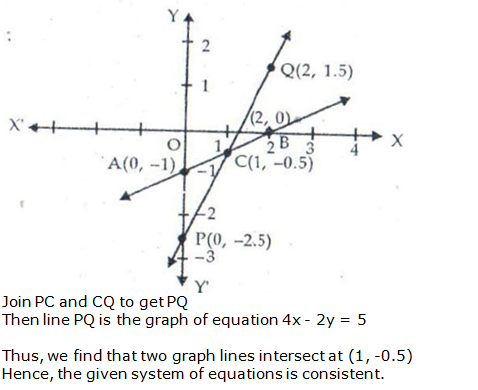 Y
2
1
Q(2, 1.5)
(2, 0)
X'
O
1
2 B
3
4
X
A(0, −1)
−1
C(1, −0.5)
−2
P(0, −2.5)
−3
Y'
Join PC and CQ to get PQ
Then line PQ is the graph of equation 4x - 2y = 5
Thus, we find that two graph lines intersect at (1, -0.5)
Hence, the given system of equations is consistent.